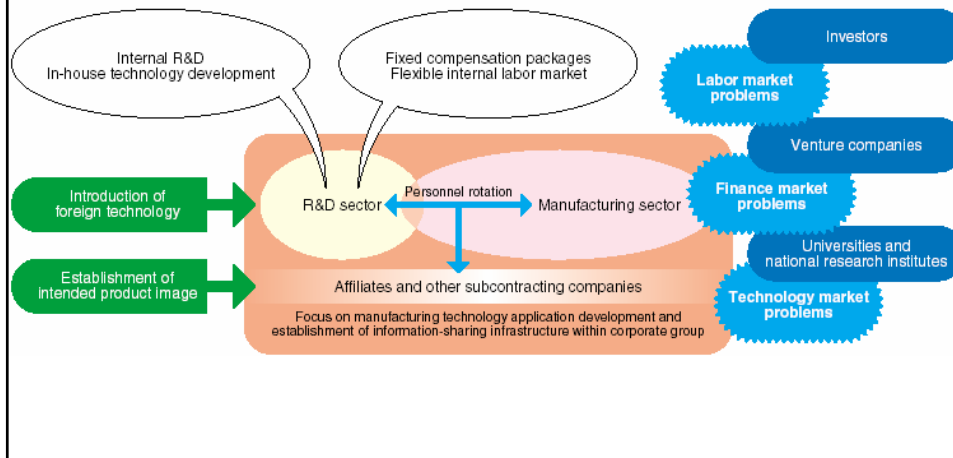 Internal R&D
In-house technology development
Fixed compensation packages
Flexible internal labor market
Investors
Labor market
problems
Venture companies
Finance market
problems
Universities and
national research institutes
Technology market
problems
Introduction of
foreign technology
Establishment of
intended product image
R&D sector
Personnel rotation
Manufacturing sector
Affiliates and other subcontracting companies
Focus on manufacturing technology application development and
establishment of information-sharing infrastructure within corporate group